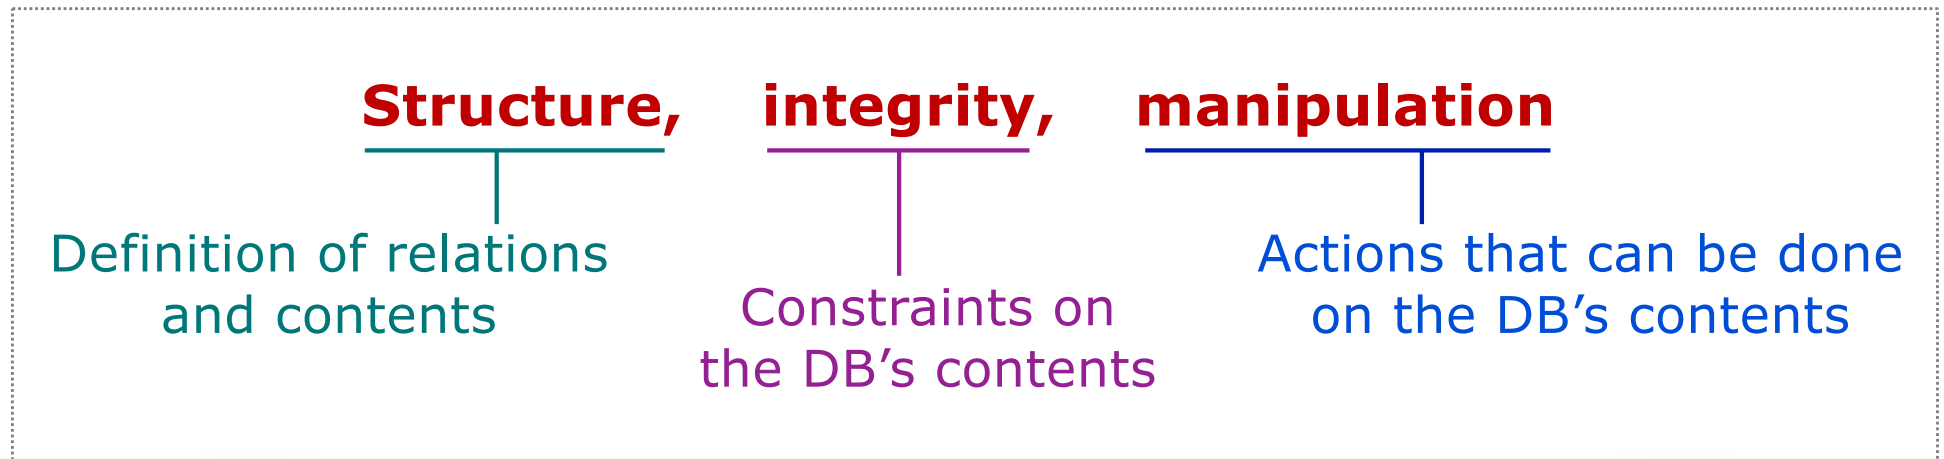 Structure, integrity, manipulation
Definition of relations
and contents
Constraints on
the DB’s contents
Actions that can be done
on the DB’s contents